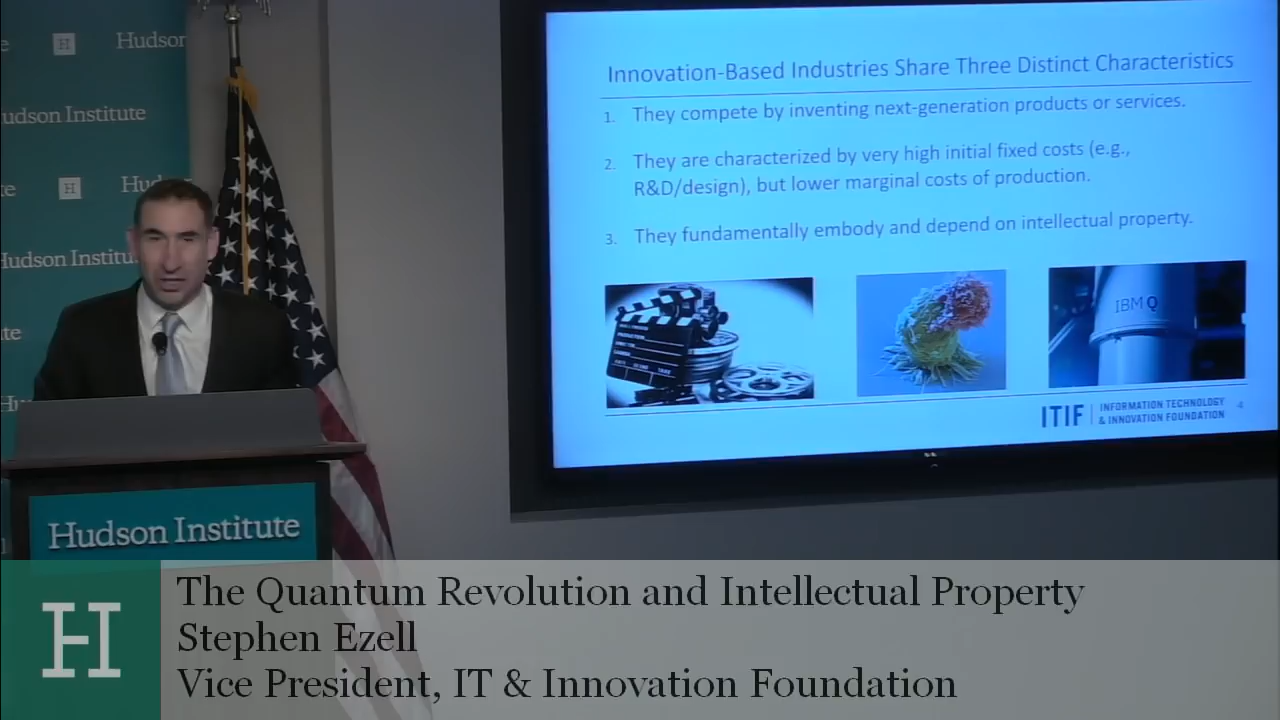 Hudson
udson Institute
Hudson Institu
Hudson Institute
Innovation-Based Industries Share Three Distinct Characteristics
1. They compete by inventing next-generation products or services.
2. They are characterized by very high initial fixed costs (e.g.,
R&D/design), but lower marginal costs of production.
3. They fundamentally embody and depend on intellectual property.
IBM Q
ITIF
INFORMATION TECHNOLOGY
& INNOVATION FOUNDATION
4
H
The Quantum Revolution and Intellectual Property
Stephen Ezell
Vice President, IT & Innovation Foundation